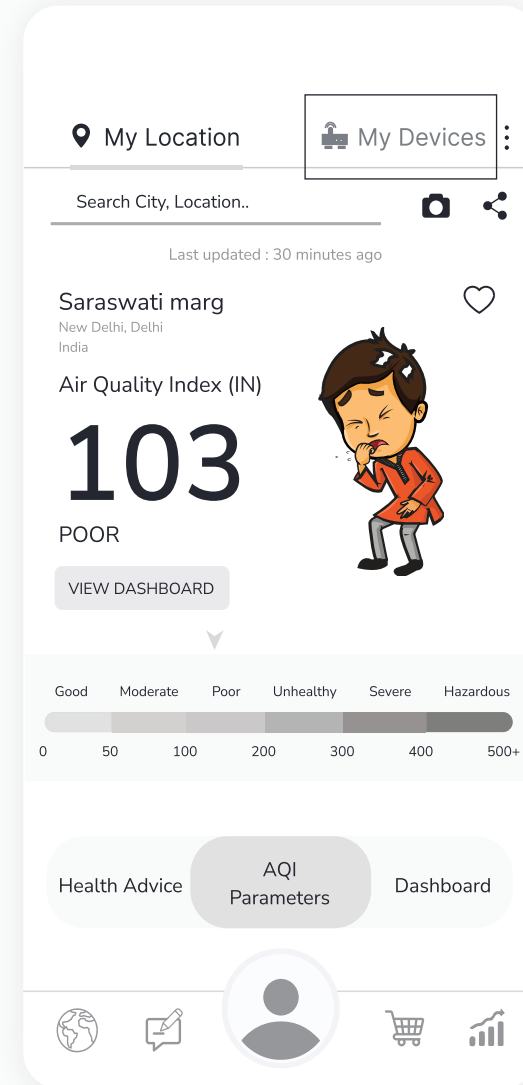 My Location
My Devices
Search City, Location..
Last updated : 30 minutes ago
Saraswati marg
New Delhi, Delhi
India
Air Quality Index (IN)
103
POOR
VIEW DASHBOARD
Good Moderate Poor Unhealthy Severe Hazardous
0 50 100 200 300 400 500+
Health Advice
AQI
Parameters
Dashboard